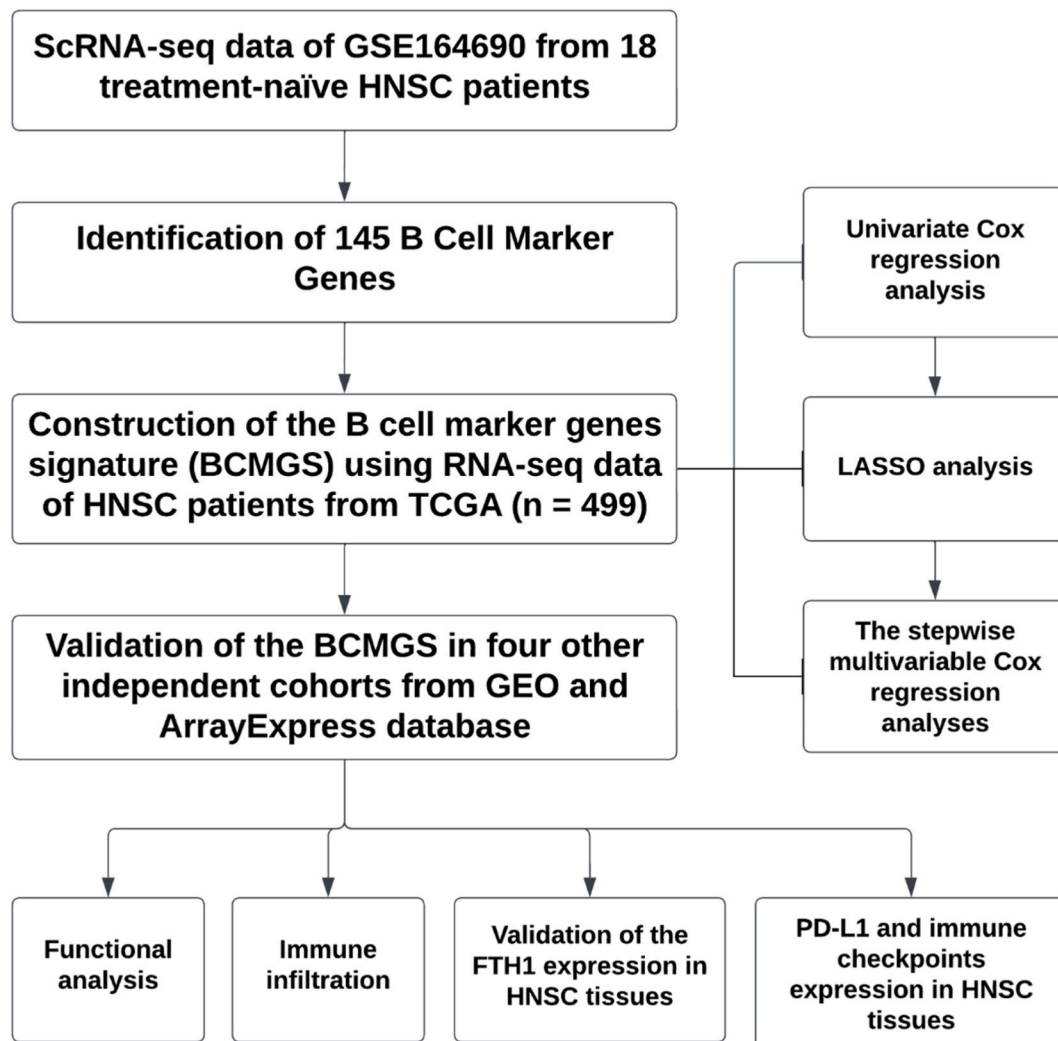 ScRNA-seq data of GSE164690 from 18
treatment-naïve HNSC patients
Identification of 145 B Cell Marker
Genes
Construction of the B cell marker genes
signature (BCMGS) using RNA-seq data
of HNSC patients from TCGA (n = 499)
Validation of the BCMGS in four other
independent cohorts from GEO and
ArrayExpress database
Univariate Cox
regression
analysis
LASSO analysis
The stepwise
multivariable Cox
regression
analyses
Functional
analysis
Immune
infiltration
Validation of the
FTH1 expression in
HNSC tissues
PD-L1 and immune
checkpoints
expression in HNSC
tissues